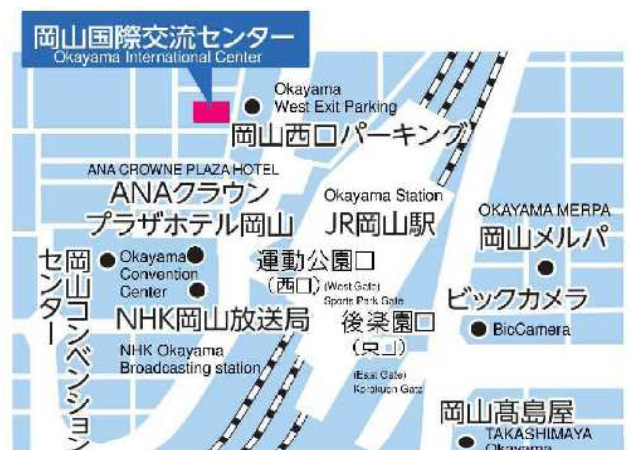 岡山国際交流センター
Okayama International Center
Okayama
West Exit Parking
岡山西口パーキング
ANA CROWNE PLAZA HOTEL
ANAクラウン
プラザホテル岡山
Okayama Station
JR岡山駅
OKAYAMA MERPA
岡山メルパ
岡山コンベンション
センター
Okayama
Convention
Center
運動公園口
(西口)
(West Gate)
Sports Park Gate
ビックカメラ
BicCamera
NHK岡山放送局
NHK Okayama
Broadcasting station
後楽園口
(東口)
(East Gate)
Korakuen Gate
岡山髙島屋
TAKASHIMAYA
Okayama